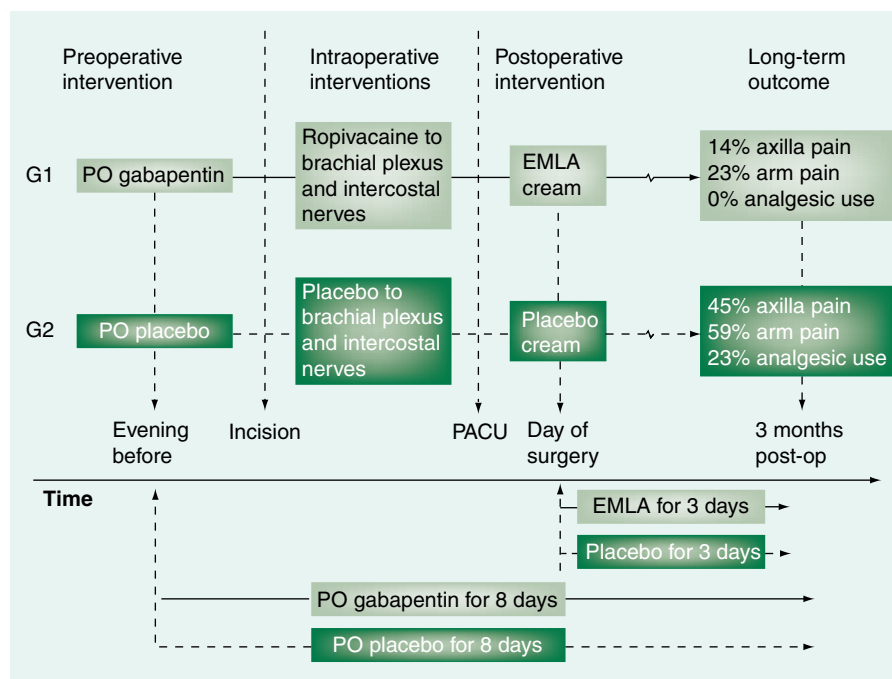 Preoperative
intervention
Intraoperative
interventions
Postoperative
intervention
Long-term
outcome
G1
PO gabapentin
Ropivacaine to
brachial plexus
and intercostal
nerves
EMLA
cream
14% axilla pain
23% arm pain
0% analgesic use
G2
PO placebo
Placebo to
brachial plexus
and intercostal
nerves
Placebo
cream
45% axilla pain
59% arm pain
23% analgesic use
Evening
before
Incision
PACU
Day of
surgery
3 months
post-op
Time
EMLA for 3 days
Placebo for 3 days
PO gabapentin for 8 days
PO placebo for 8 days